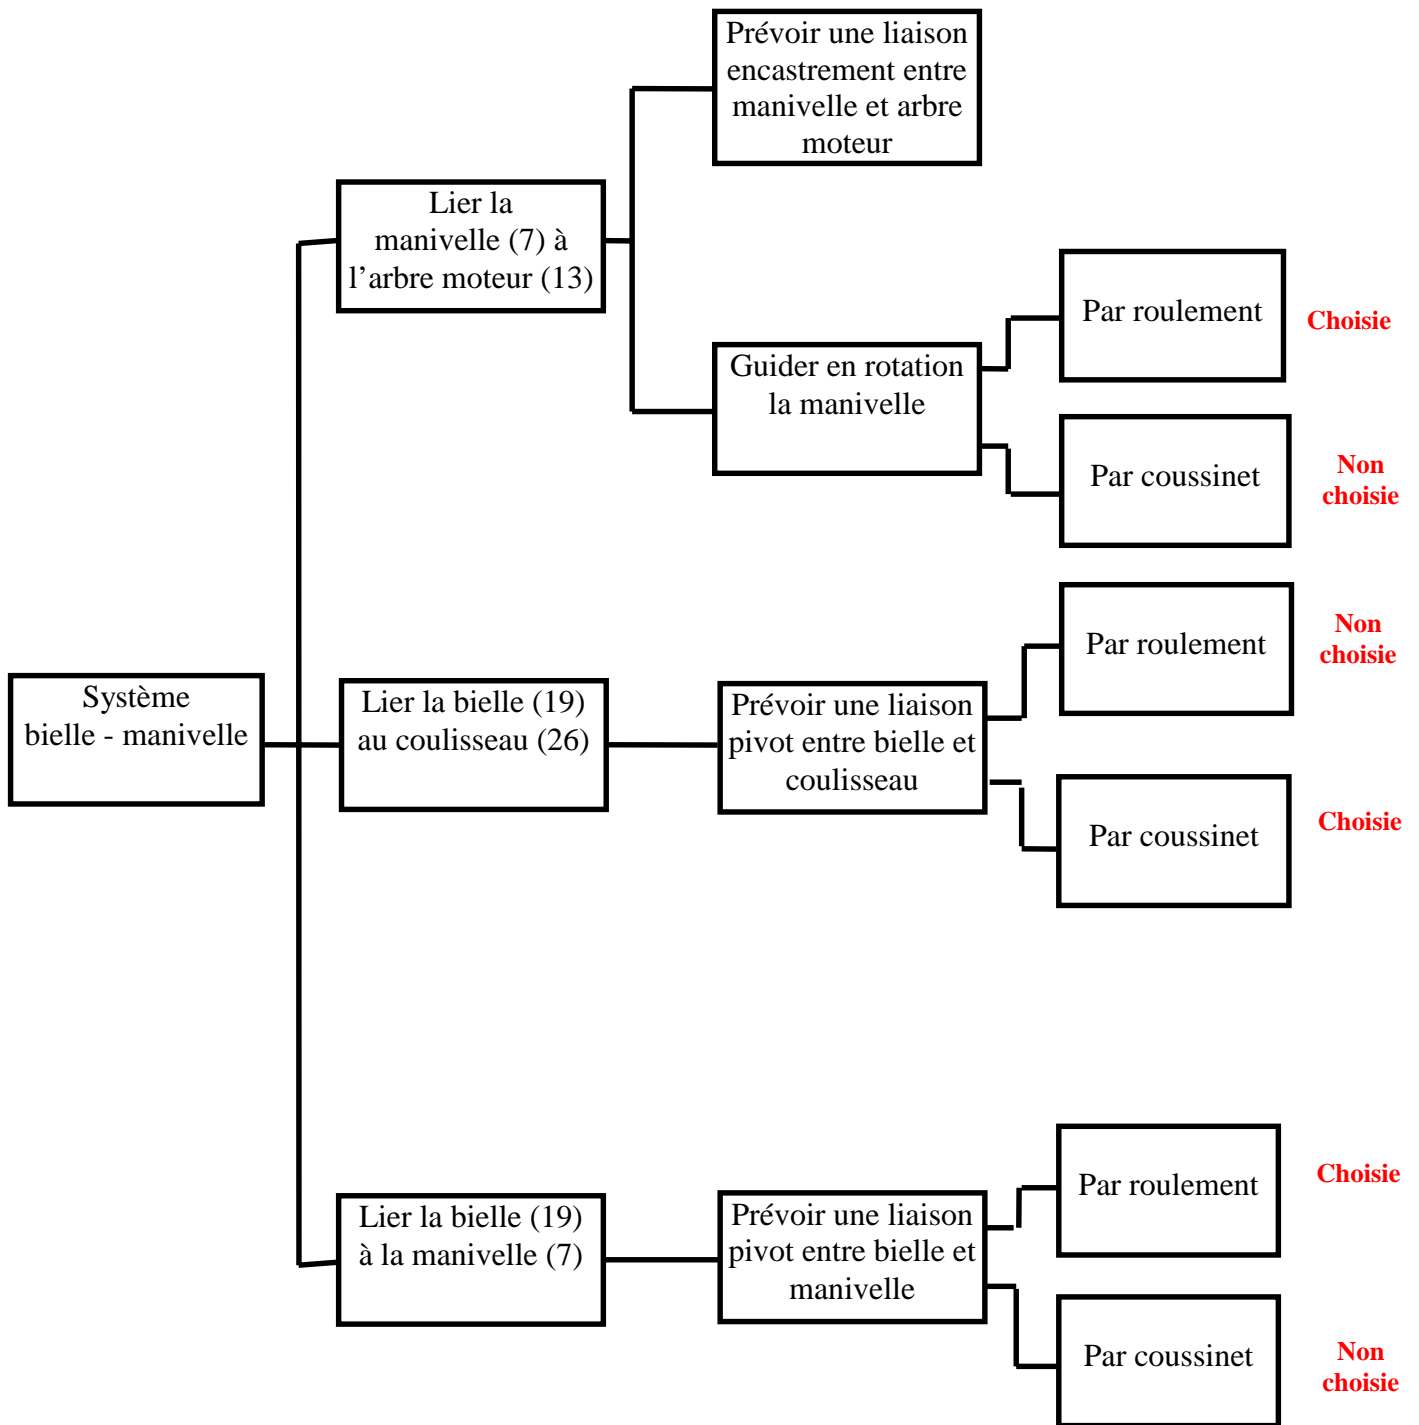 Prévoir une liaison
encastrement entre
manivelle et arbre
moteur
Lier la
manivelle (7) à
l’arbre moteur (13)
Par roulement
Choisie
Guider en rotation
la manivelle
Par coussinet
Non
choisie
Par roulement
Non
choisie
Système
bielle - manivelle
Lier la bielle (19)
au coulisseau (26)
Prévoir une liaison
pivot entre bielle et
coulisseau
Par coussinet
Choisie
Par roulement
Choisie
Lier la bielle (19)
à la manivelle (7)
Prévoir une liaison
pivot entre bielle et
manivelle
Par coussinet
Non
choisie